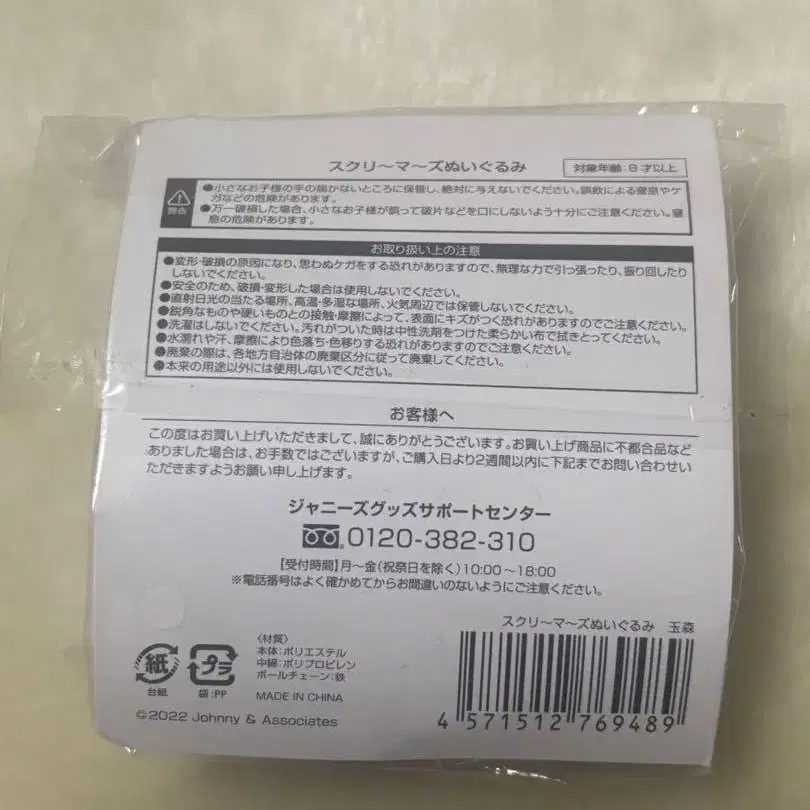 スクリ〜マ〜ズぬいぐるみ 対象年齢:6才以上
警告
●小さなお子様の手の届かないところに保管し、絶対に与えないでください。誤飲による窒息やケ
ガなどの危険があります。
●万一破損した場合、小さなお子様が誤って破片などを口にしないよう十分にご注意ください。窒
息の危険があります。
お取り扱い上の注意
●変形・破損の原因になり、思わぬケガをする恐れがありますので、無理な力で引っ張ったり、振り回したり
しないでください。
●安全のため、破損・変形した場合は使用しないでください。
●直射日光の当たる場所、高温・多湿な場所、火気周辺では保管しないでください。
●鋭角なものや硬いものとの接触・摩擦によって、表面にキズがつく恐れがありますのでご注意ください。
●洗濯はしないでください。汚れがついた時は中性洗剤をつけた柔らかい布で拭きとってください。
●水濡れや汗、摩擦により色落ち・色移りする恐れがありますのでご注意ください。
●廃棄の際は、各地方自治体の廃棄区分に従って廃棄してください。
●本来の用途以外には使用しないでください。
お客様へ
この度はお買い上げいただきまして、誠にありがとうございます。お買い上げ商品に不都合品など
ありました場合は、お手数ではございますが、ご購入日より2週間以内に下記までお問い合わせい
ただきますようお願い申し上げます。
ジャニーズグッズサポートセンター
0120-382-310
【受付時間】月〜金(祝祭日を除く)10:00〜18:00
※電話番号はよく確かめてからお間違いのないようにご注意ください。
スクリ〜マ〜ズぬいぐるみ 玉森
紙
台紙
プラ
袋:PP
〈材質〉
本体:ポリエステル
中綿:ポリプロピレン
ボールチェーン:鉄
MADE IN CHINA
©2022 Johnny & Associates
4 571512 769489